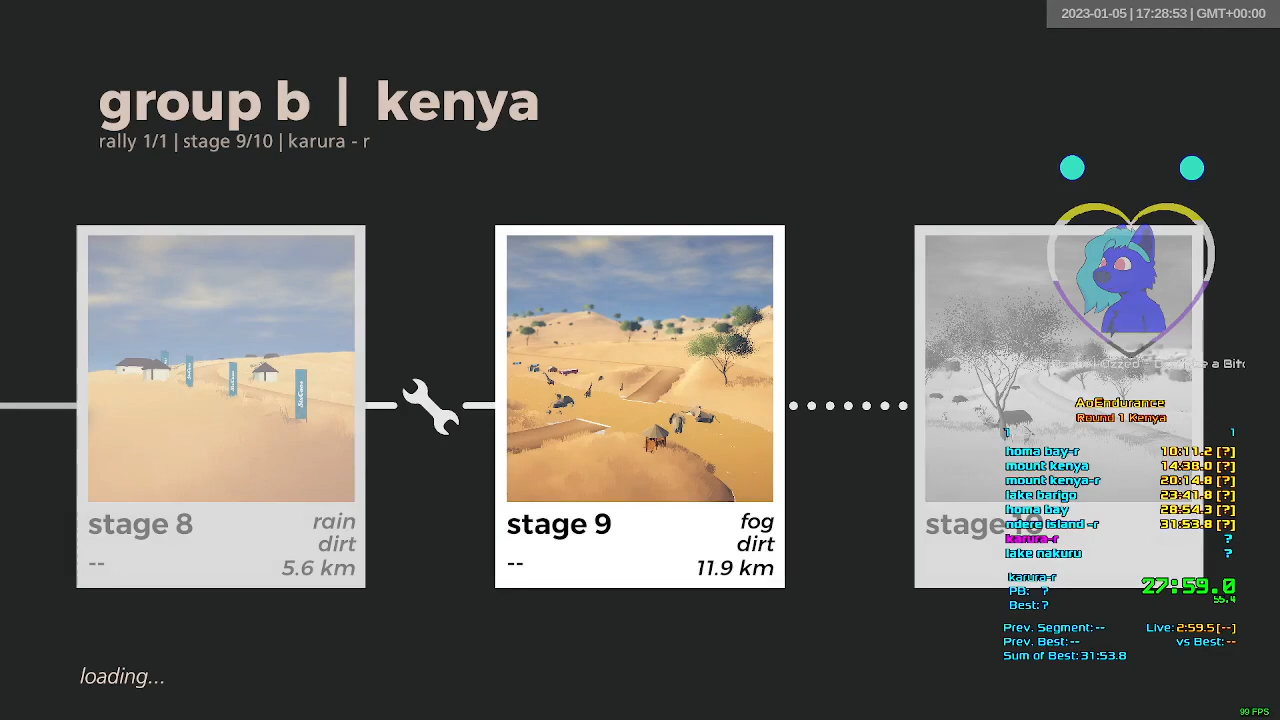 2023-01-05 | 17:28:53 | GMT+00:00
group b | kenya
rally 1/1 | stage 9/10 | karura - r
stage 8
rain
dirt
--
5.6 km
stage 9
fog
dirt
--
11.9 km
stage 10
AoEndurance
Round 1 Kenya
1 1
homa bay-r 10:11.2 [?]
mount kenya 14:38.0 [?]
mount kenya-r 20:14.8 [?]
lake barigo 23:41.8 [?]
homa bay 28:54.3 [?]
ndere island -r 31:53.8 [?]
karura-r ?
lake nakuru ?
karura-r
PB: ?
Best: ?
27:59.0
55.4
Prev. Segment: -- Live: 2:59.5 [--]
Prev. Best: -- vs Best: --
Sum of Best: 31:53.8
loading...
99 FPS